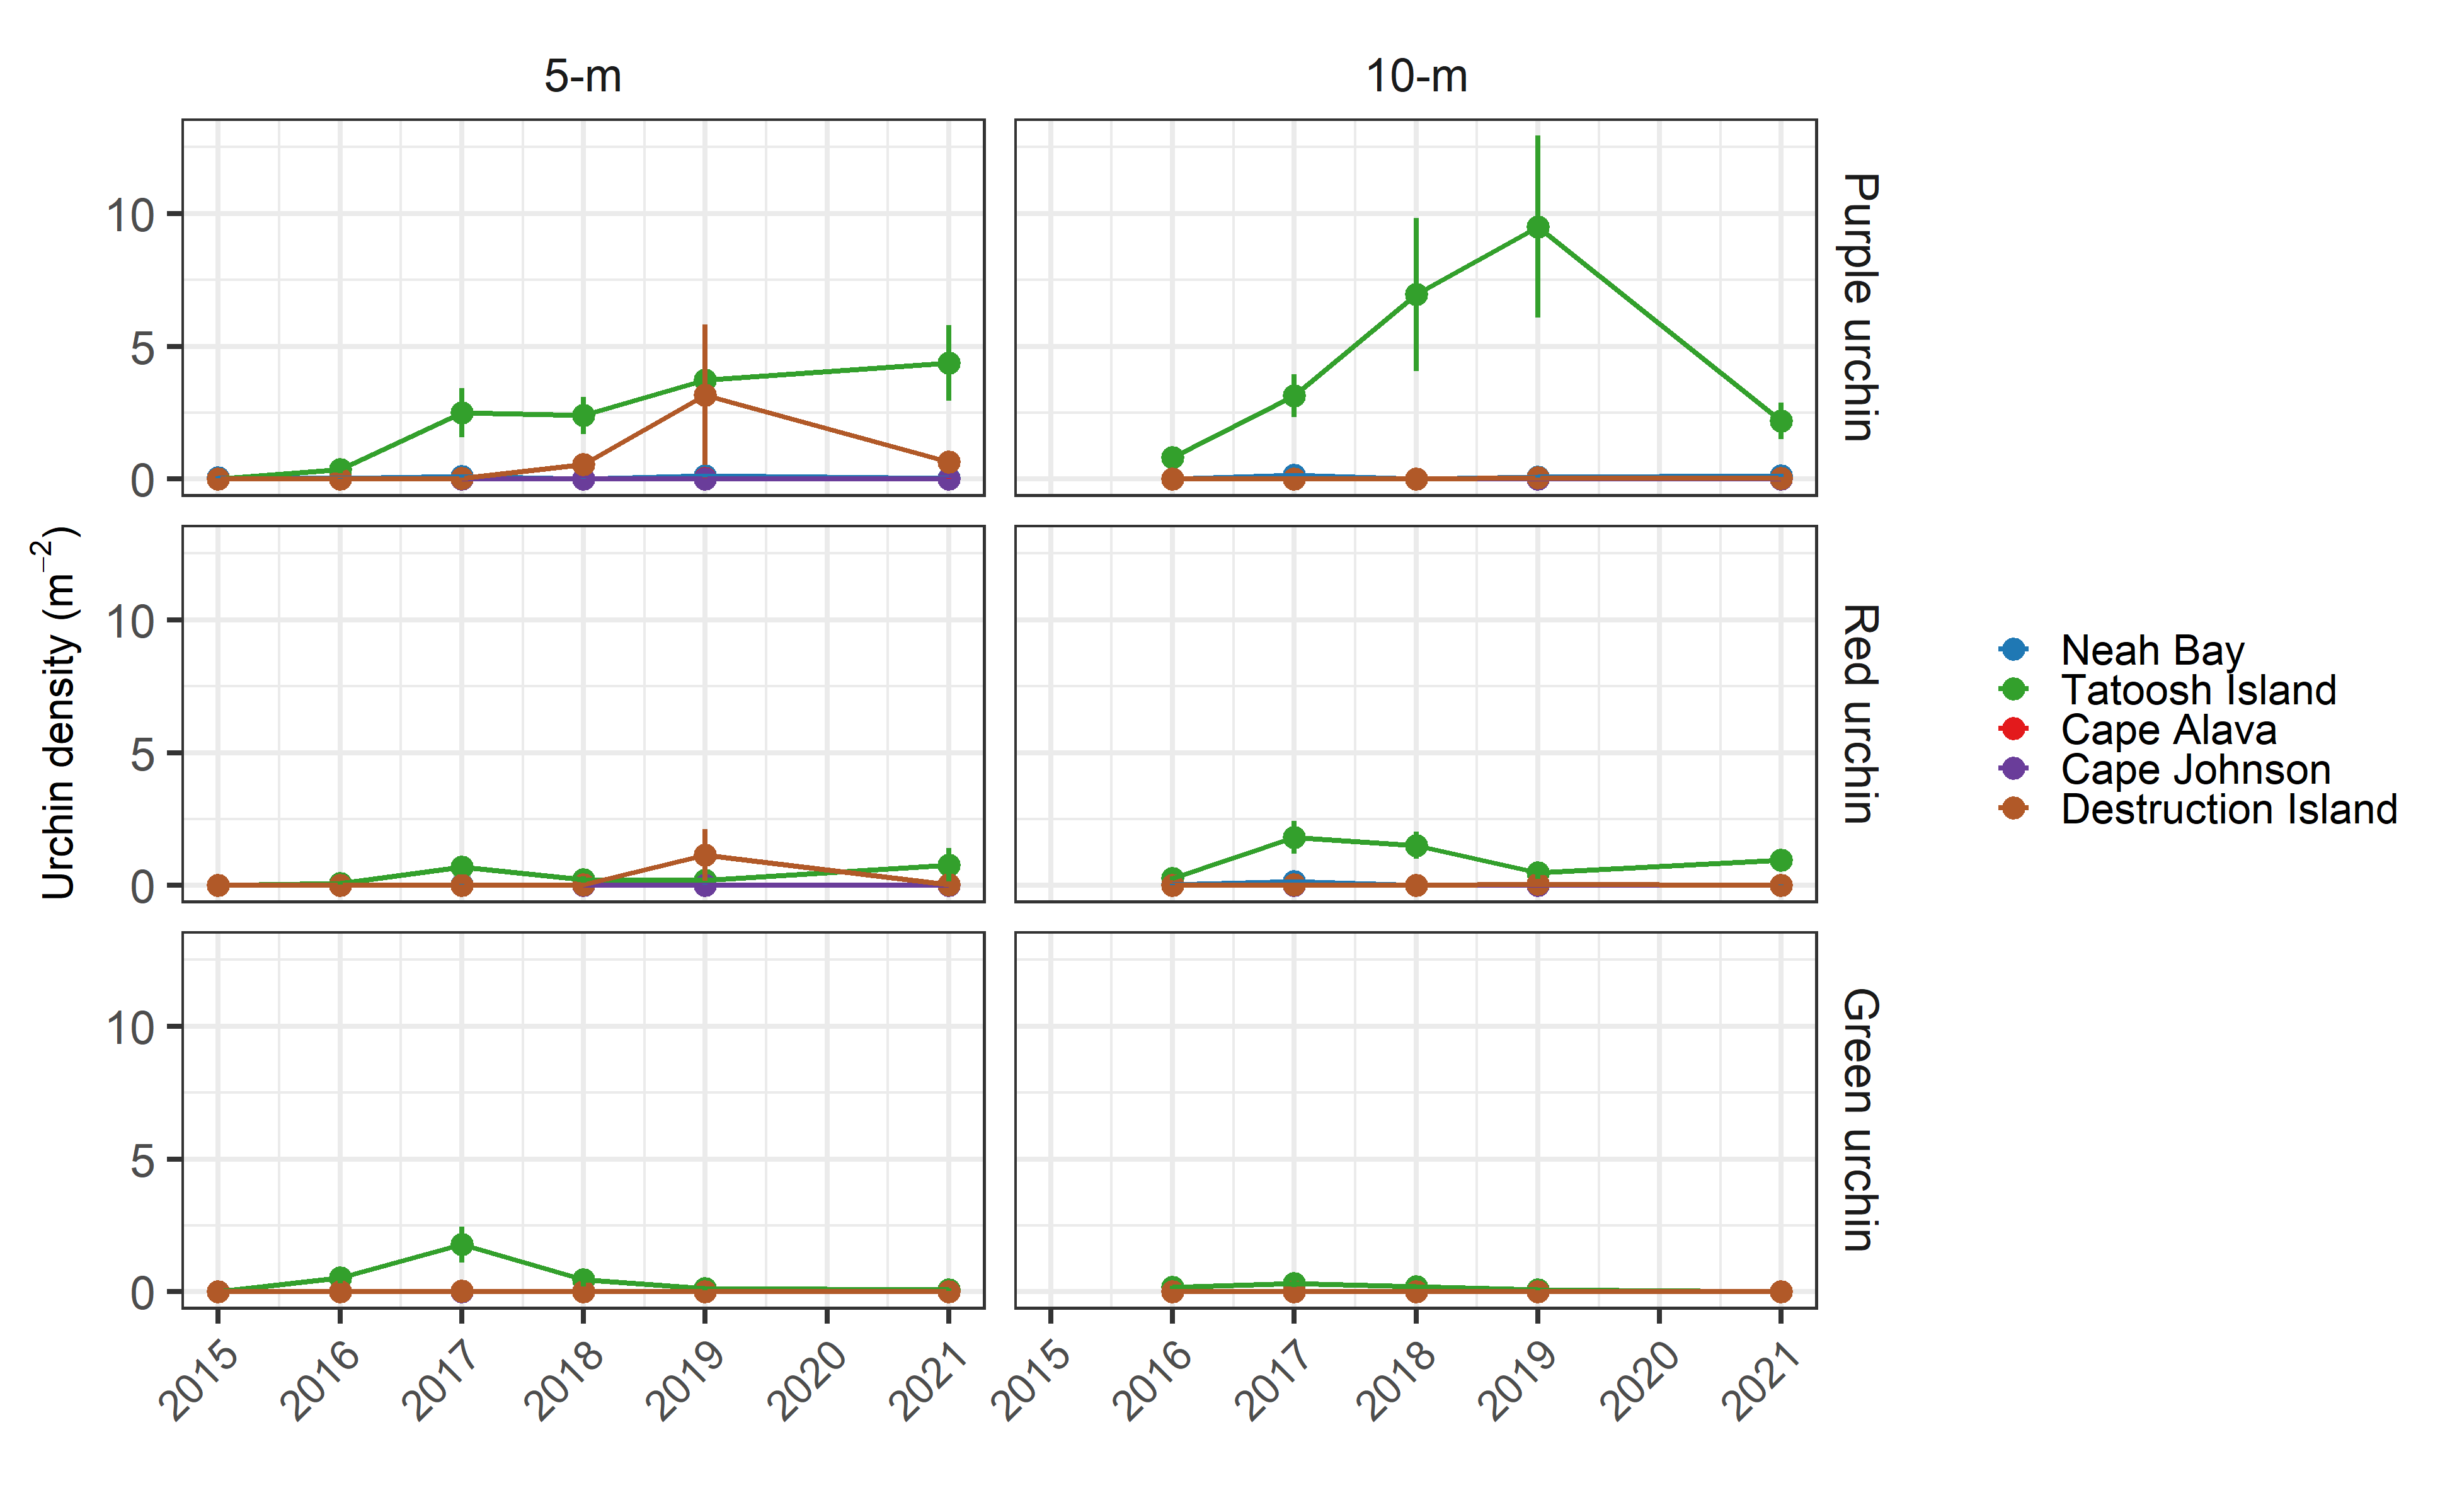 5-m 10-m
Urchin density (m⁻²)
10
5
0
Purple urchin
10
5
0
Red urchin
10
5
0
Green urchin
2015 2016 2017 2018 2019 2020 2021 2015 2016 2017 2018 2019 2020 2021
Neah Bay
Tatoosh Island
Cape Alava
Cape Johnson
Destruction Island